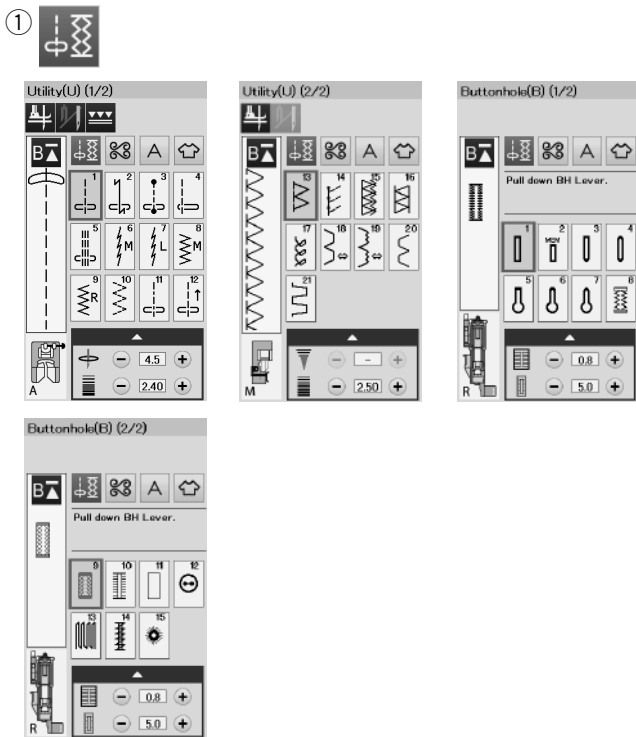 ①
Utility(U) (1/2)
B A
1 2 3 4
5 6 M 7 L 8 M
9 R 10 11 12
4.5
A
2.40
Utility(U) (2/2)
B A
13 14 15 16
17 18 19 20
21
-
M
2.50
Buttonhole(B) (1/2)
B A
Pull down BH Lever.
1 2 3 4
MEM
5 6 7 8
0.8
R
5.0
Buttonhole(B) (2/2)
B A
Pull down BH Lever.
9 10 11 12
13 14 15
0.8
R
5.0